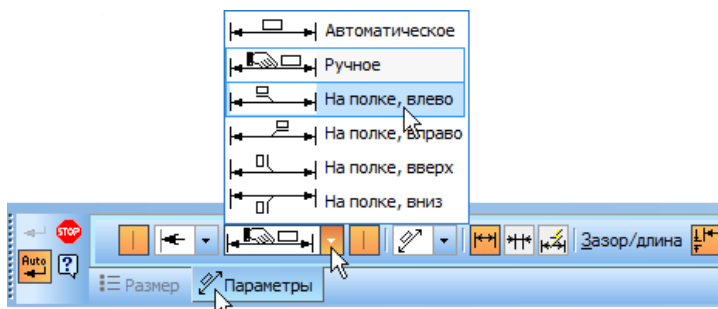 Автоматическое
Ручное
На полке, влево
На полке, вправо
На полке, вверх
На полке, вниз
STOP
Auto
?
Зазор/длина
Размер
Параметры